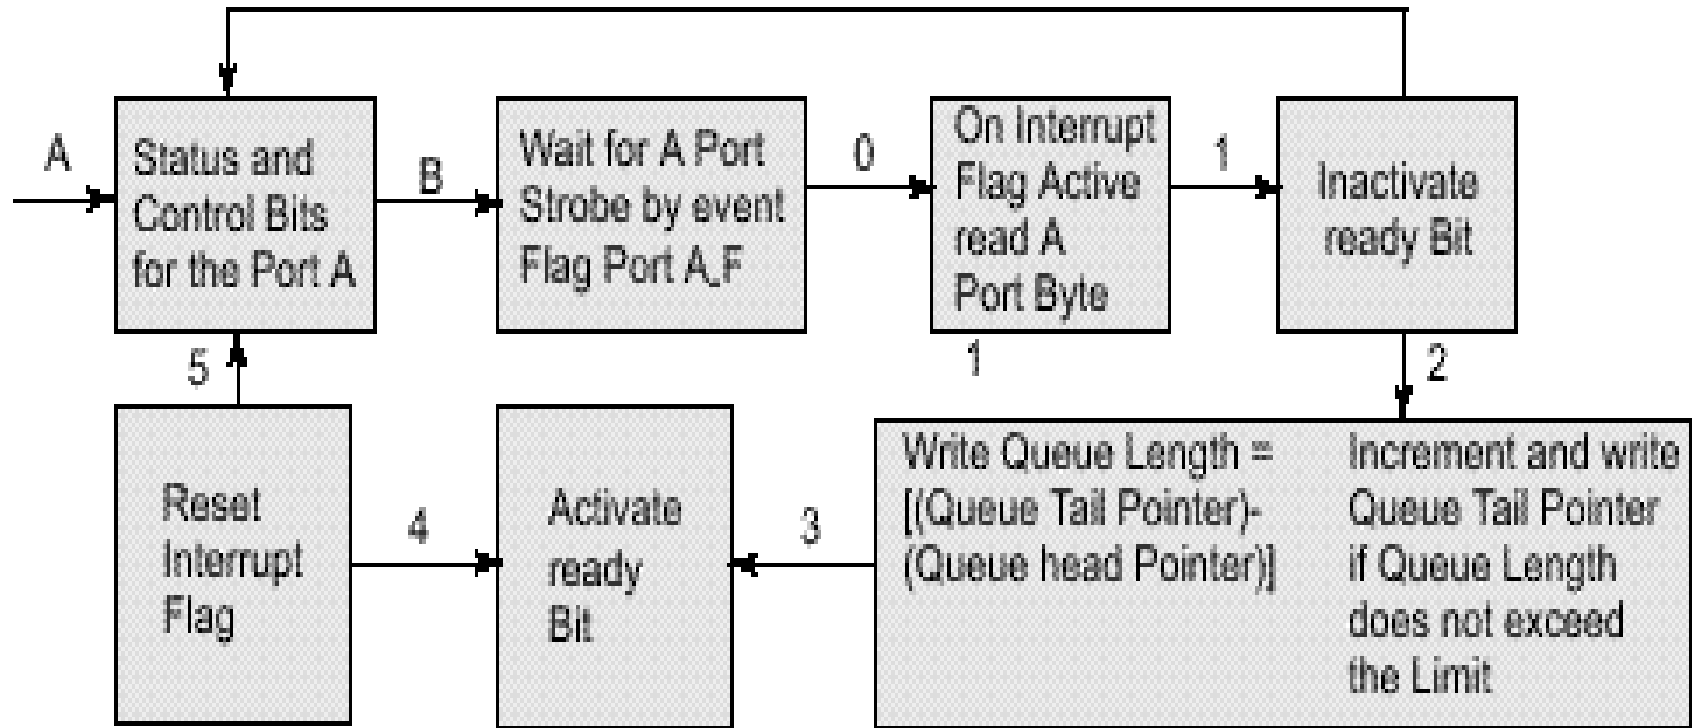 A
Status and
Control Bits
for the Port A
B
Wait for A Port
Strobe by event
Flag Port A.F
0
On Interrupt
Flag Active
read A
Port Byte
1
Inactivate
ready Bit
5
1
2
Reset
Interrupt
Flag
4
Activate
ready
Bit
3
Write Queue Length =
[(Queue Tail Pointer)-
(Queue head Pointer)]
Increment and write
Queue Tail Pointer
if Queue Length
does not exceed
the Limit